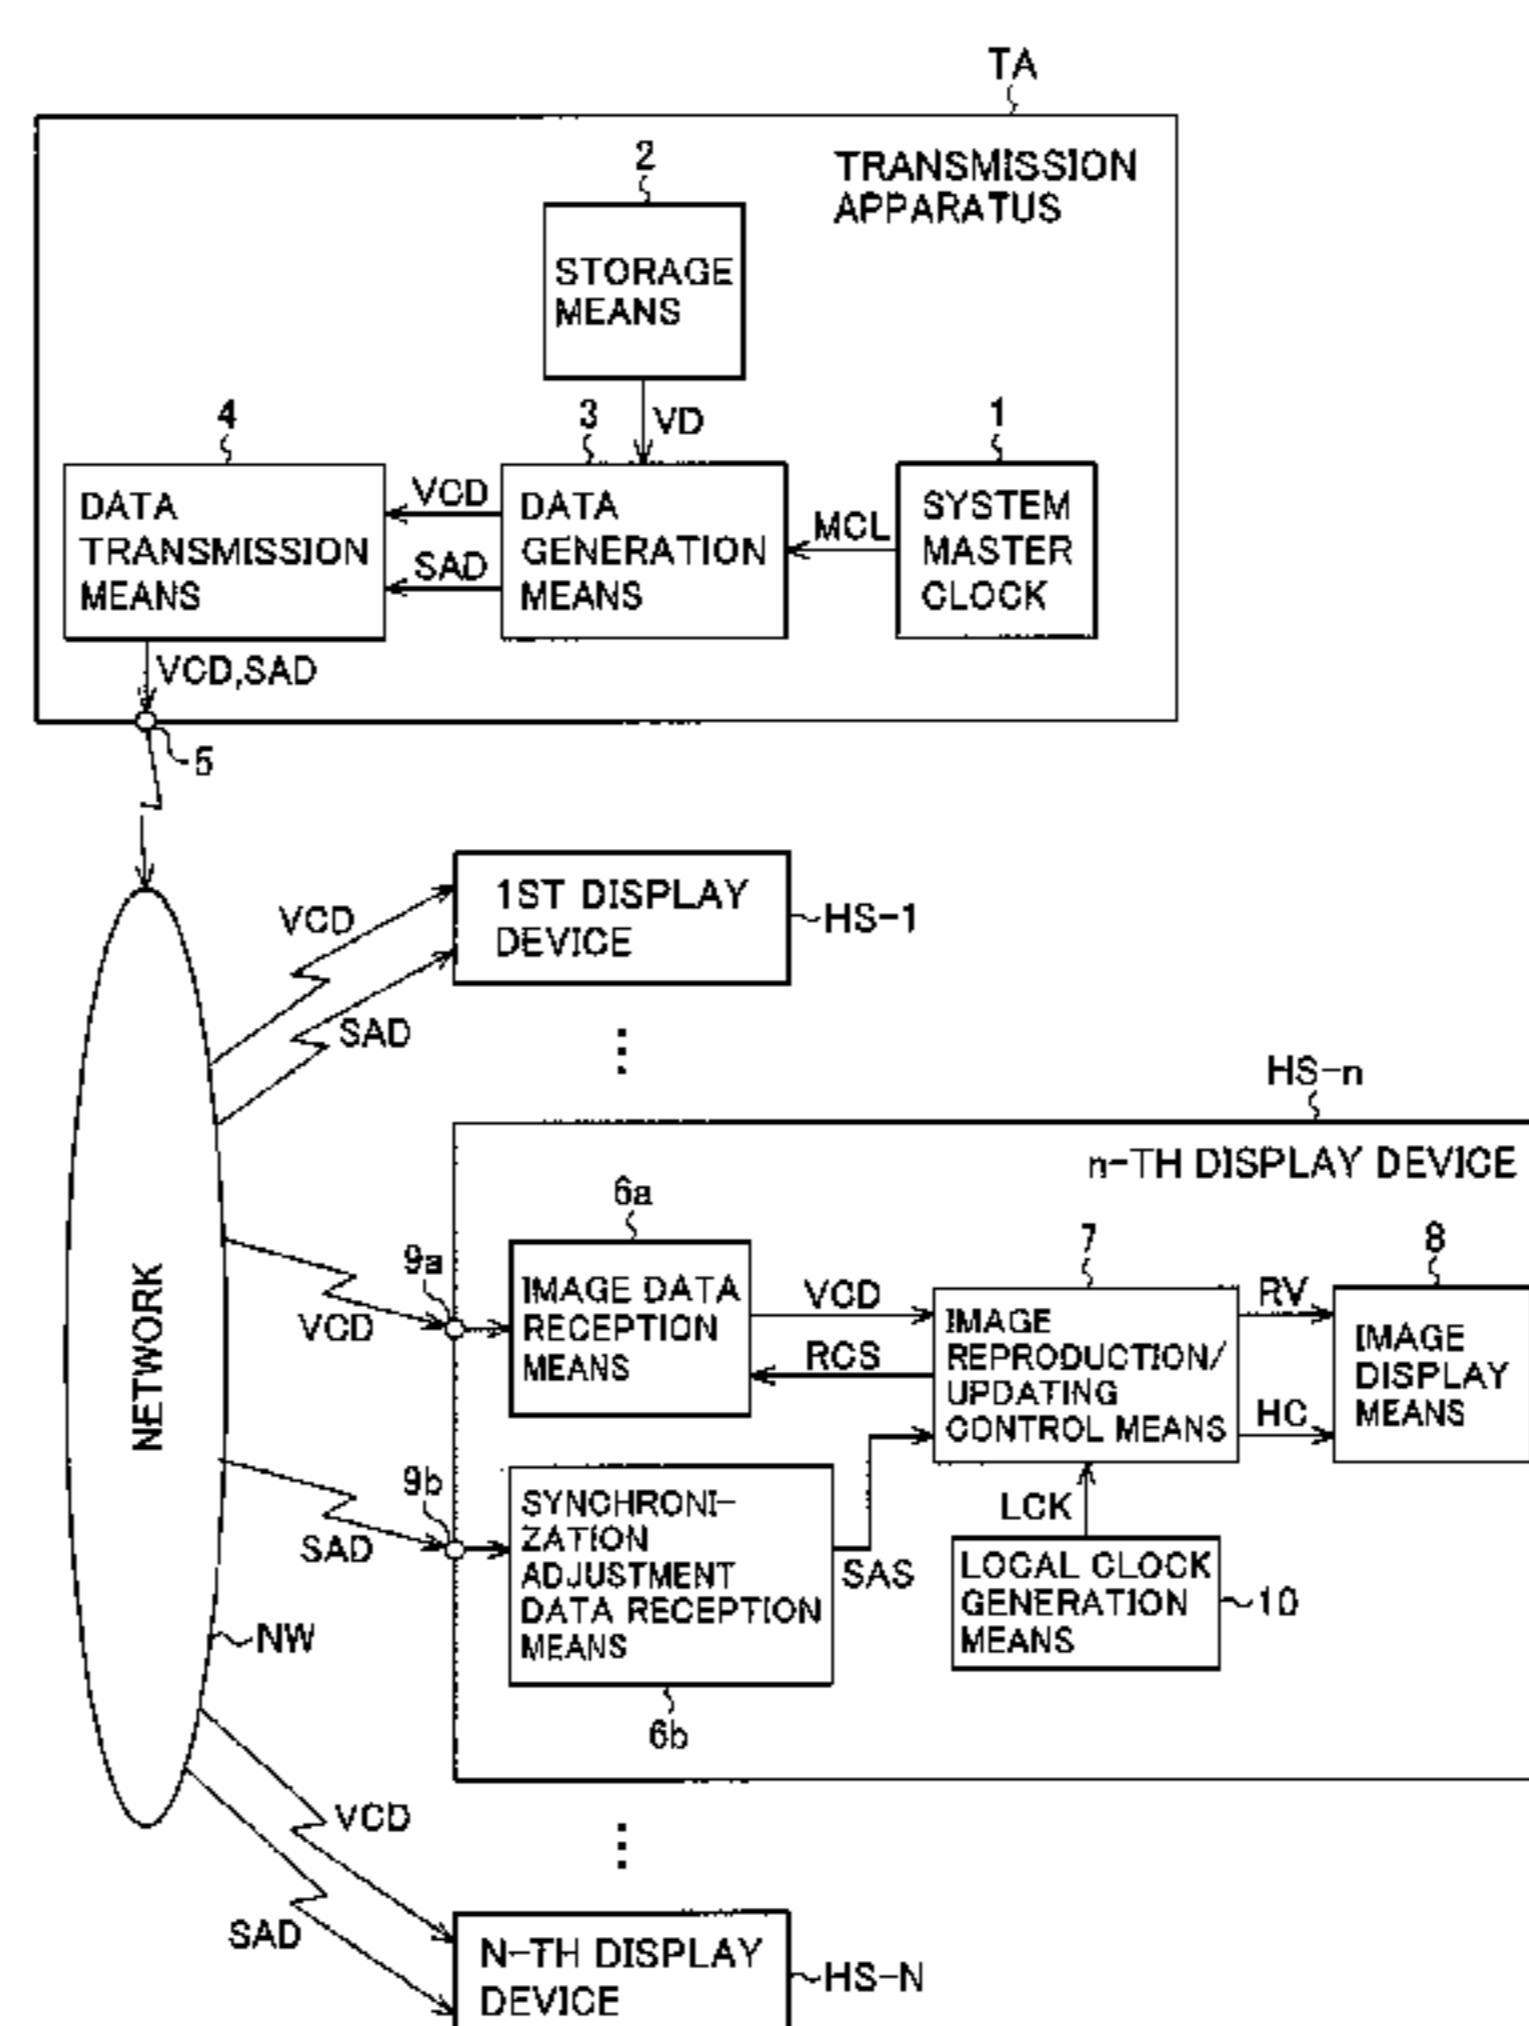 TA
TRANSMISSION
APPARATUS
2
STORAGE
MEANS
VD
4
3
1
DATA
TRANSMISSION
MEANS
VCD
SAD
DATA
GENERATION
MEANS
MCL
SYSTEM
MASTER
CLOCK
VCD,SAD
5
1ST DISPLAY
DEVICE
HS-1
VCD
SAD
HS-n
n-TH DISPLAY DEVICE
NETWORK
NW
9a
VCD
6a
IMAGE DATA
RECEPTION
MEANS
VCD
RCS
7
IMAGE
REPRODUCTION/
UPDATING
CONTROL MEANS
RV
HC
8
IMAGE
DISPLAY
MEANS
9b
SAD
SYNCHRONI-
ZATION
ADJUSTMENT
DATA RECEPTION
MEANS
6b
SAS
LCK
LOCAL CLOCK
GENERATION
MEANS
10
VCD
SAD
N-TH DISPLAY
DEVICE
HS-N